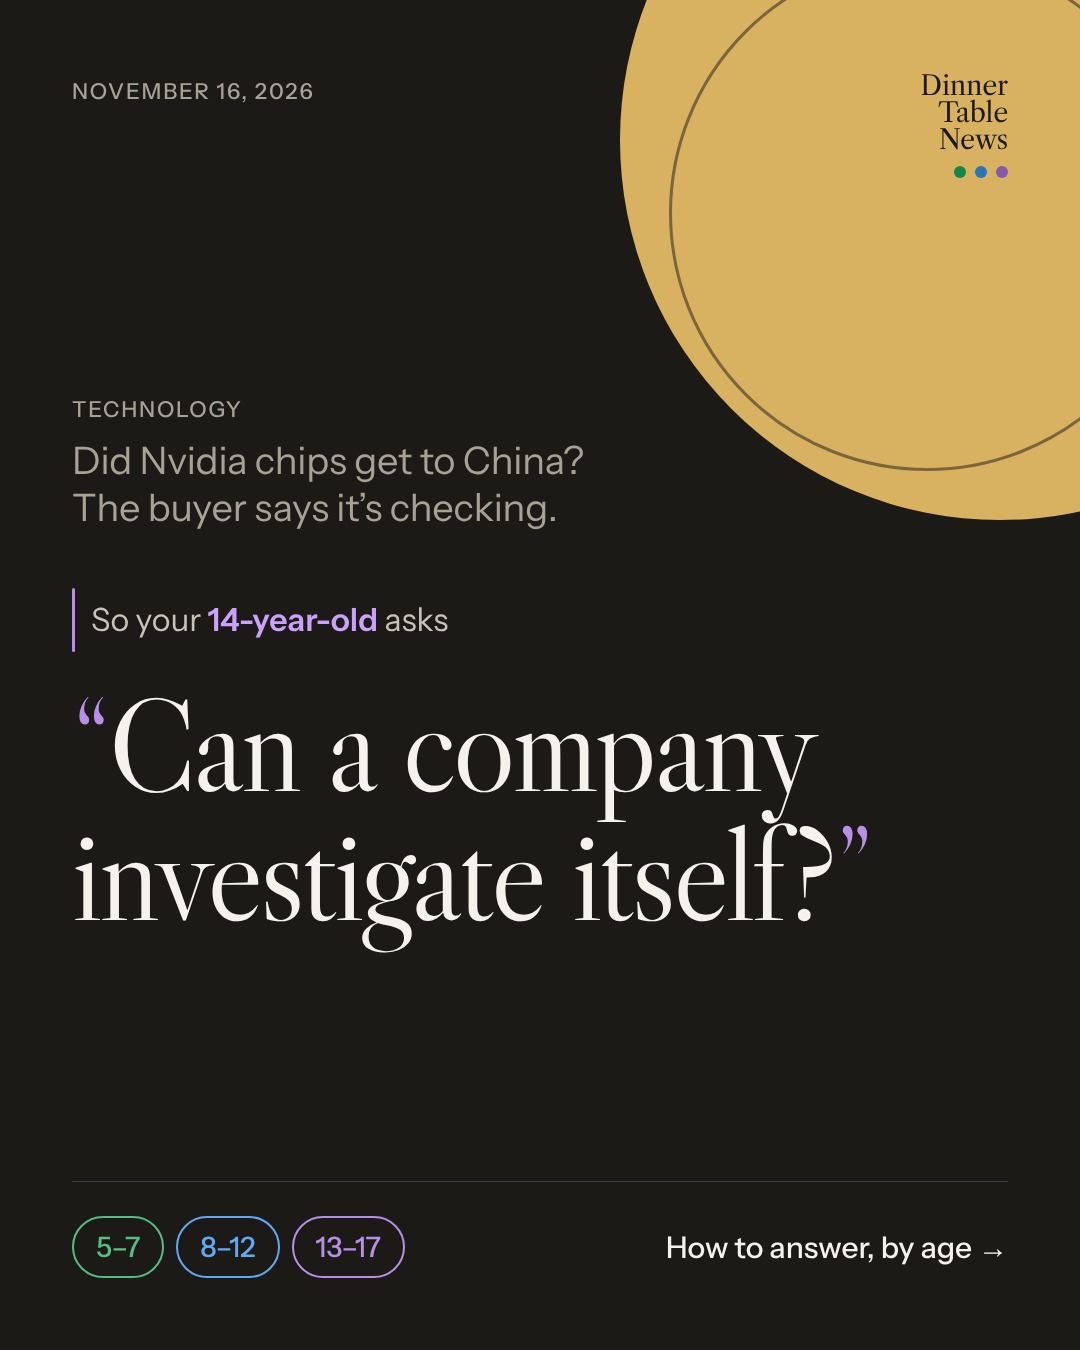 NOVEMBER 16, 2026
Dinner
Table
News
TECHNOLOGY
Did Nvidia chips get to China?
The buyer says it’s checking.
So your 14-year-old asks
“Can a company
investigate itself?”
5–7
8–12
13–17
How to answer, by age →